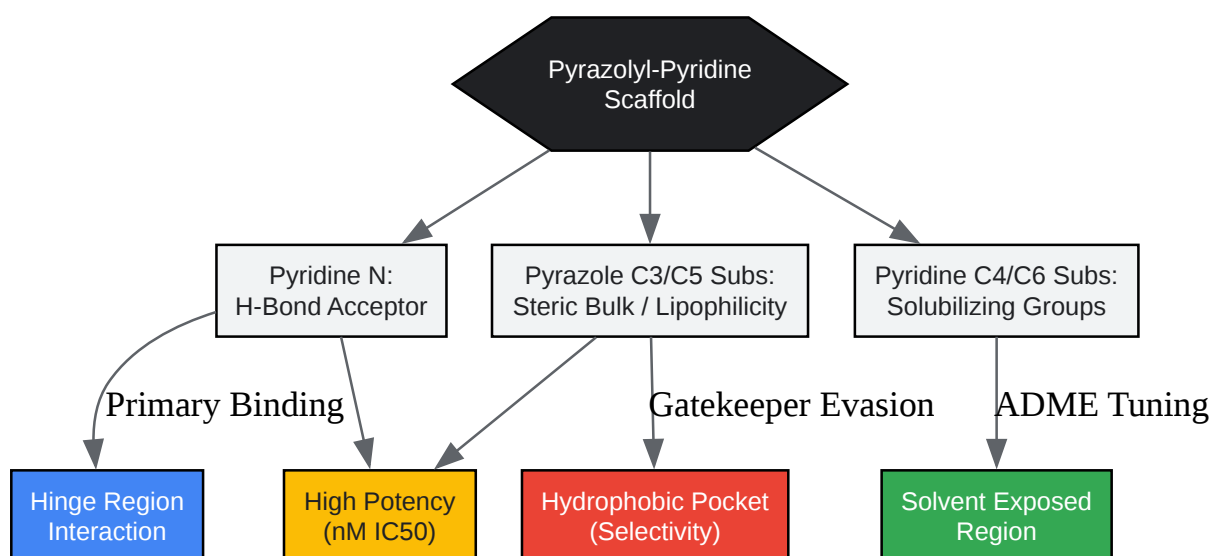 Pyrazolyl-Pyridine
Scaffold
Pyridine N:
H-Bond Acceptor
Pyrazole C3/C5 Subs:
Steric Bulk / Lipophilicity
Pyridine C4/C6 Subs:
Solubilizing Groups
Primary Binding
Gatekeeper Evasion
ADME Tuning
Hinge Region
Interaction
High Potency
(nM IC50)
Hydrophobic Pocket
(Selectivity)
Solvent Exposed
Region